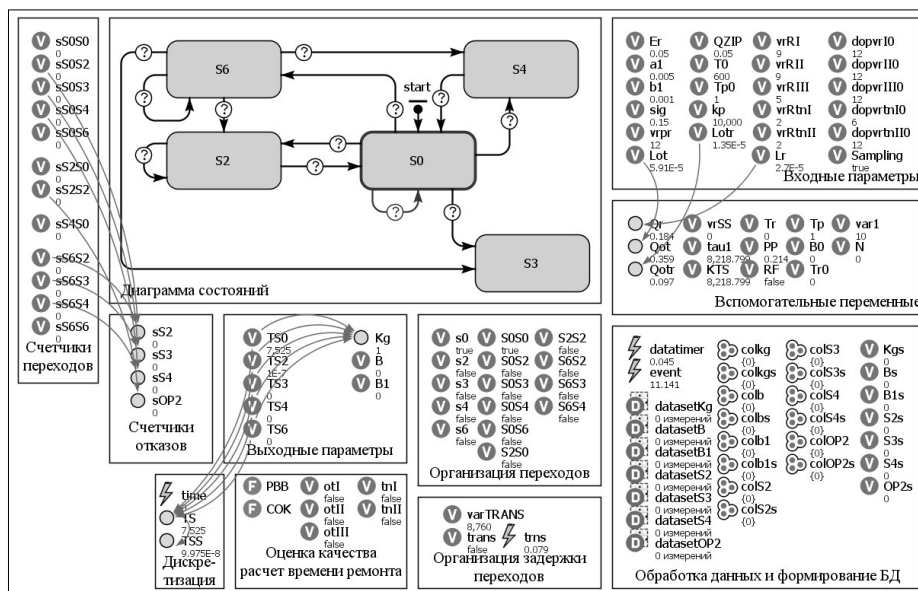 sS0S0
0
sS0S2
0
sS0S3
0
sS0S4
0
sS0S6
0
sS2S0
0
sS2S2
0
sS4S0
0
sS6S2
0
sS6S3
0
sS6S4
0
sS6S6
0
Счетчики
переходов
S6
S4
S2
S0
S3
start
?
?
?
?
?
?
?
?
?
?
?
?
Диаграмма состояний
Er
0.05
a1
0.005
b1
0.001
sig
0.15
vrpr
12
Lot
5.91E-5
QZIP
0.05
T0
600
Tp0
1
kp
10,000
Lotr
1.35E-5
vrRI
9
vrRII
9
vrRIII
5
vrRtnI
2
vrRtnII
2
Lr
2.7E-5
dopvrI0
12
dopvrII0
12
dopvrIII0
12
dopvrtnI0
6
dopvrtnII0
12
Sampling
true
Входные параметры
Qr
0.184
Qot
0.359
Qotr
0.097
vrSS
0
tau1
8,218.799
KTS
8,218.799
Tr
0
PP
0.214
RF
false
Tp
1
B0
0
Tr0
0
var1
10
N
0
Вспомогательные переменные
sS2
0
sS3
0
sS4
0
sOP2
0
Счетчики
отказов
TS0
7,525
TS2
1E-7
TS3
0
TS4
0
TS6
0
Kg
1
B
0
B1
0
Выходные параметры
s0
true
s2
false
s3
false
s4
false
s6
false
S0S0
true
S0S2
false
S0S3
false
S0S4
false
S0S6
false
S2S0
false
S2S2
false
S6S2
false
S6S3
false
S6S4
false
Организация переходов
datatimer
0.045
event
11.141
datasetKg
0 измерений
datasetB
0 измерений
datasetB1
0 измерений
datasetS2
0 измерений
datasetS3
0 измерений
datasetS4
0 измерений
datasetOP2
0 измерений
colkg
{0}
colkgs
{0}
colb
{0}
colbs
{0}
colb1
{0}
colb1s
{0}
colS2
{0}
colS2s
{0}
colS3
{0}
colS3s
{0}
colS4
{0}
colS4s
{0}
colOP2
{0}
colOP2s
{0}
Kgs
0
Bs
0
B1s
0
S2s
0
S3s
0
S4s
0
OP2s
0
Обработка данных и формирование БД
time
TS
7,525
TSS
9.975E-8
Дискре-
тизация
PBB
COK
otI
false
otII
false
otIII
false
tnI
false
tnII
false
Оценка качества
расчет времени ремонта
varTRANS
8,760
trans
false
trns
0.079
Организация задержки
переходов